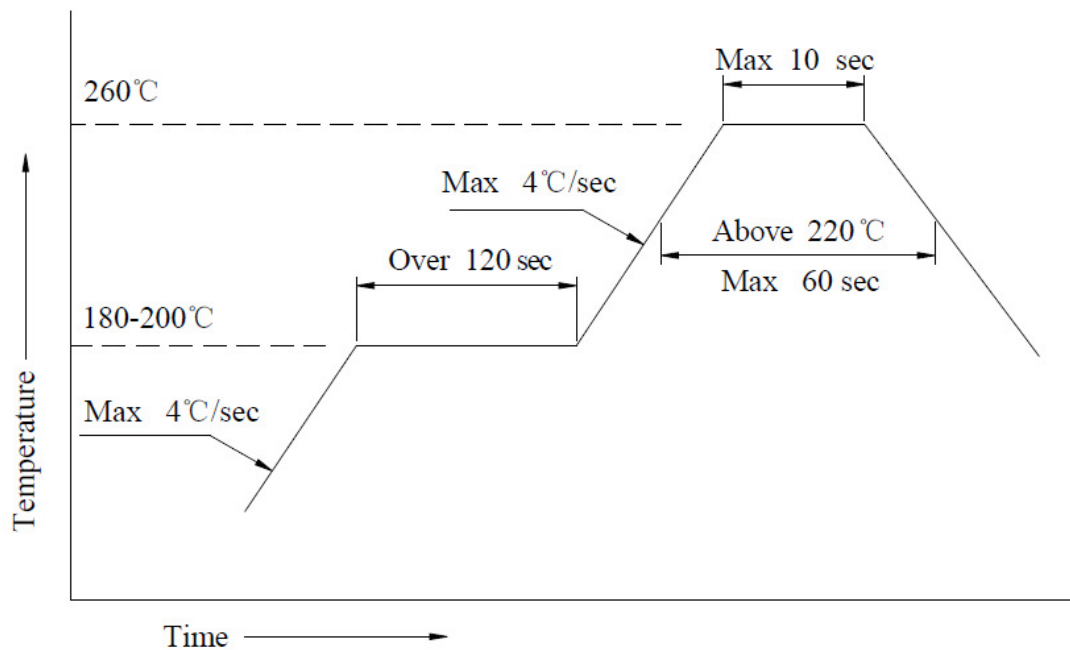 Max 10 sec
260℃
Max 4℃/sec
Above 220℃
Over 120 sec
Max 60 sec
180-200℃
Max 4℃/sec
Temperature
Time